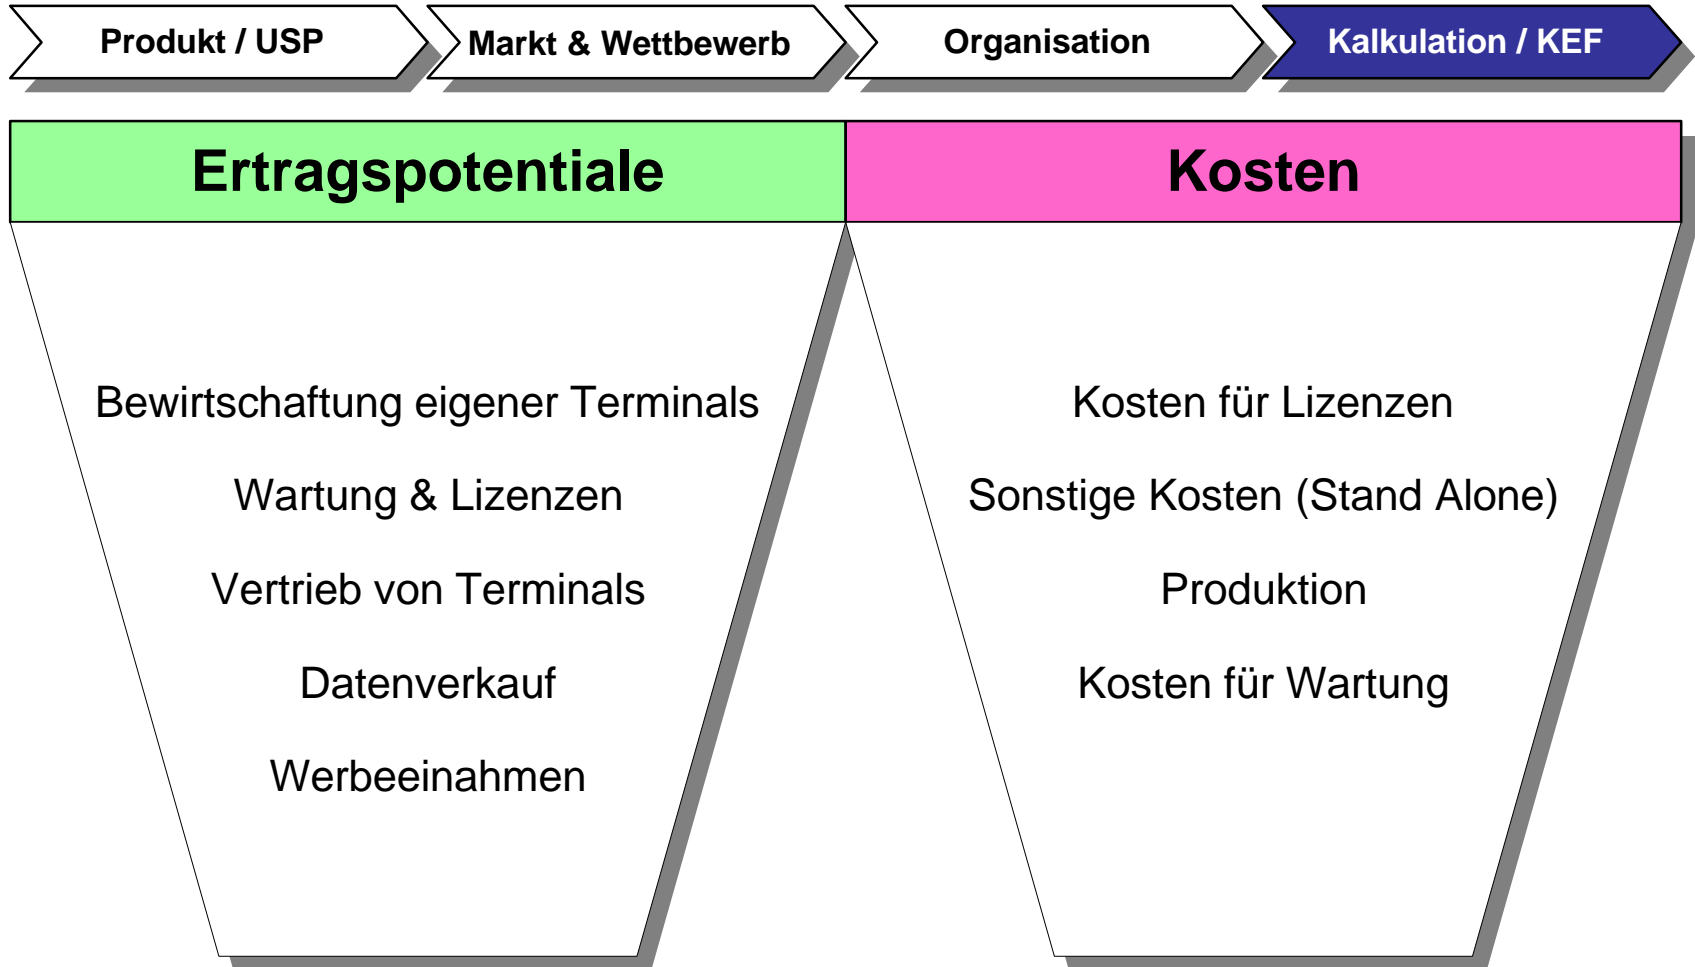 Produkt / USP
Markt & Wettbewerb
Organisation
Kalkulation / KEF
Ertragspotentiale
Kosten
Bewirtschaftung eigener Terminals
Wartung & Lizenzen
Vertrieb von Terminals
Datenverkauf
Werbeeinahmen
Kosten für Lizenzen
Sonstige Kosten (Stand Alone)
Produktion
Kosten für Wartung